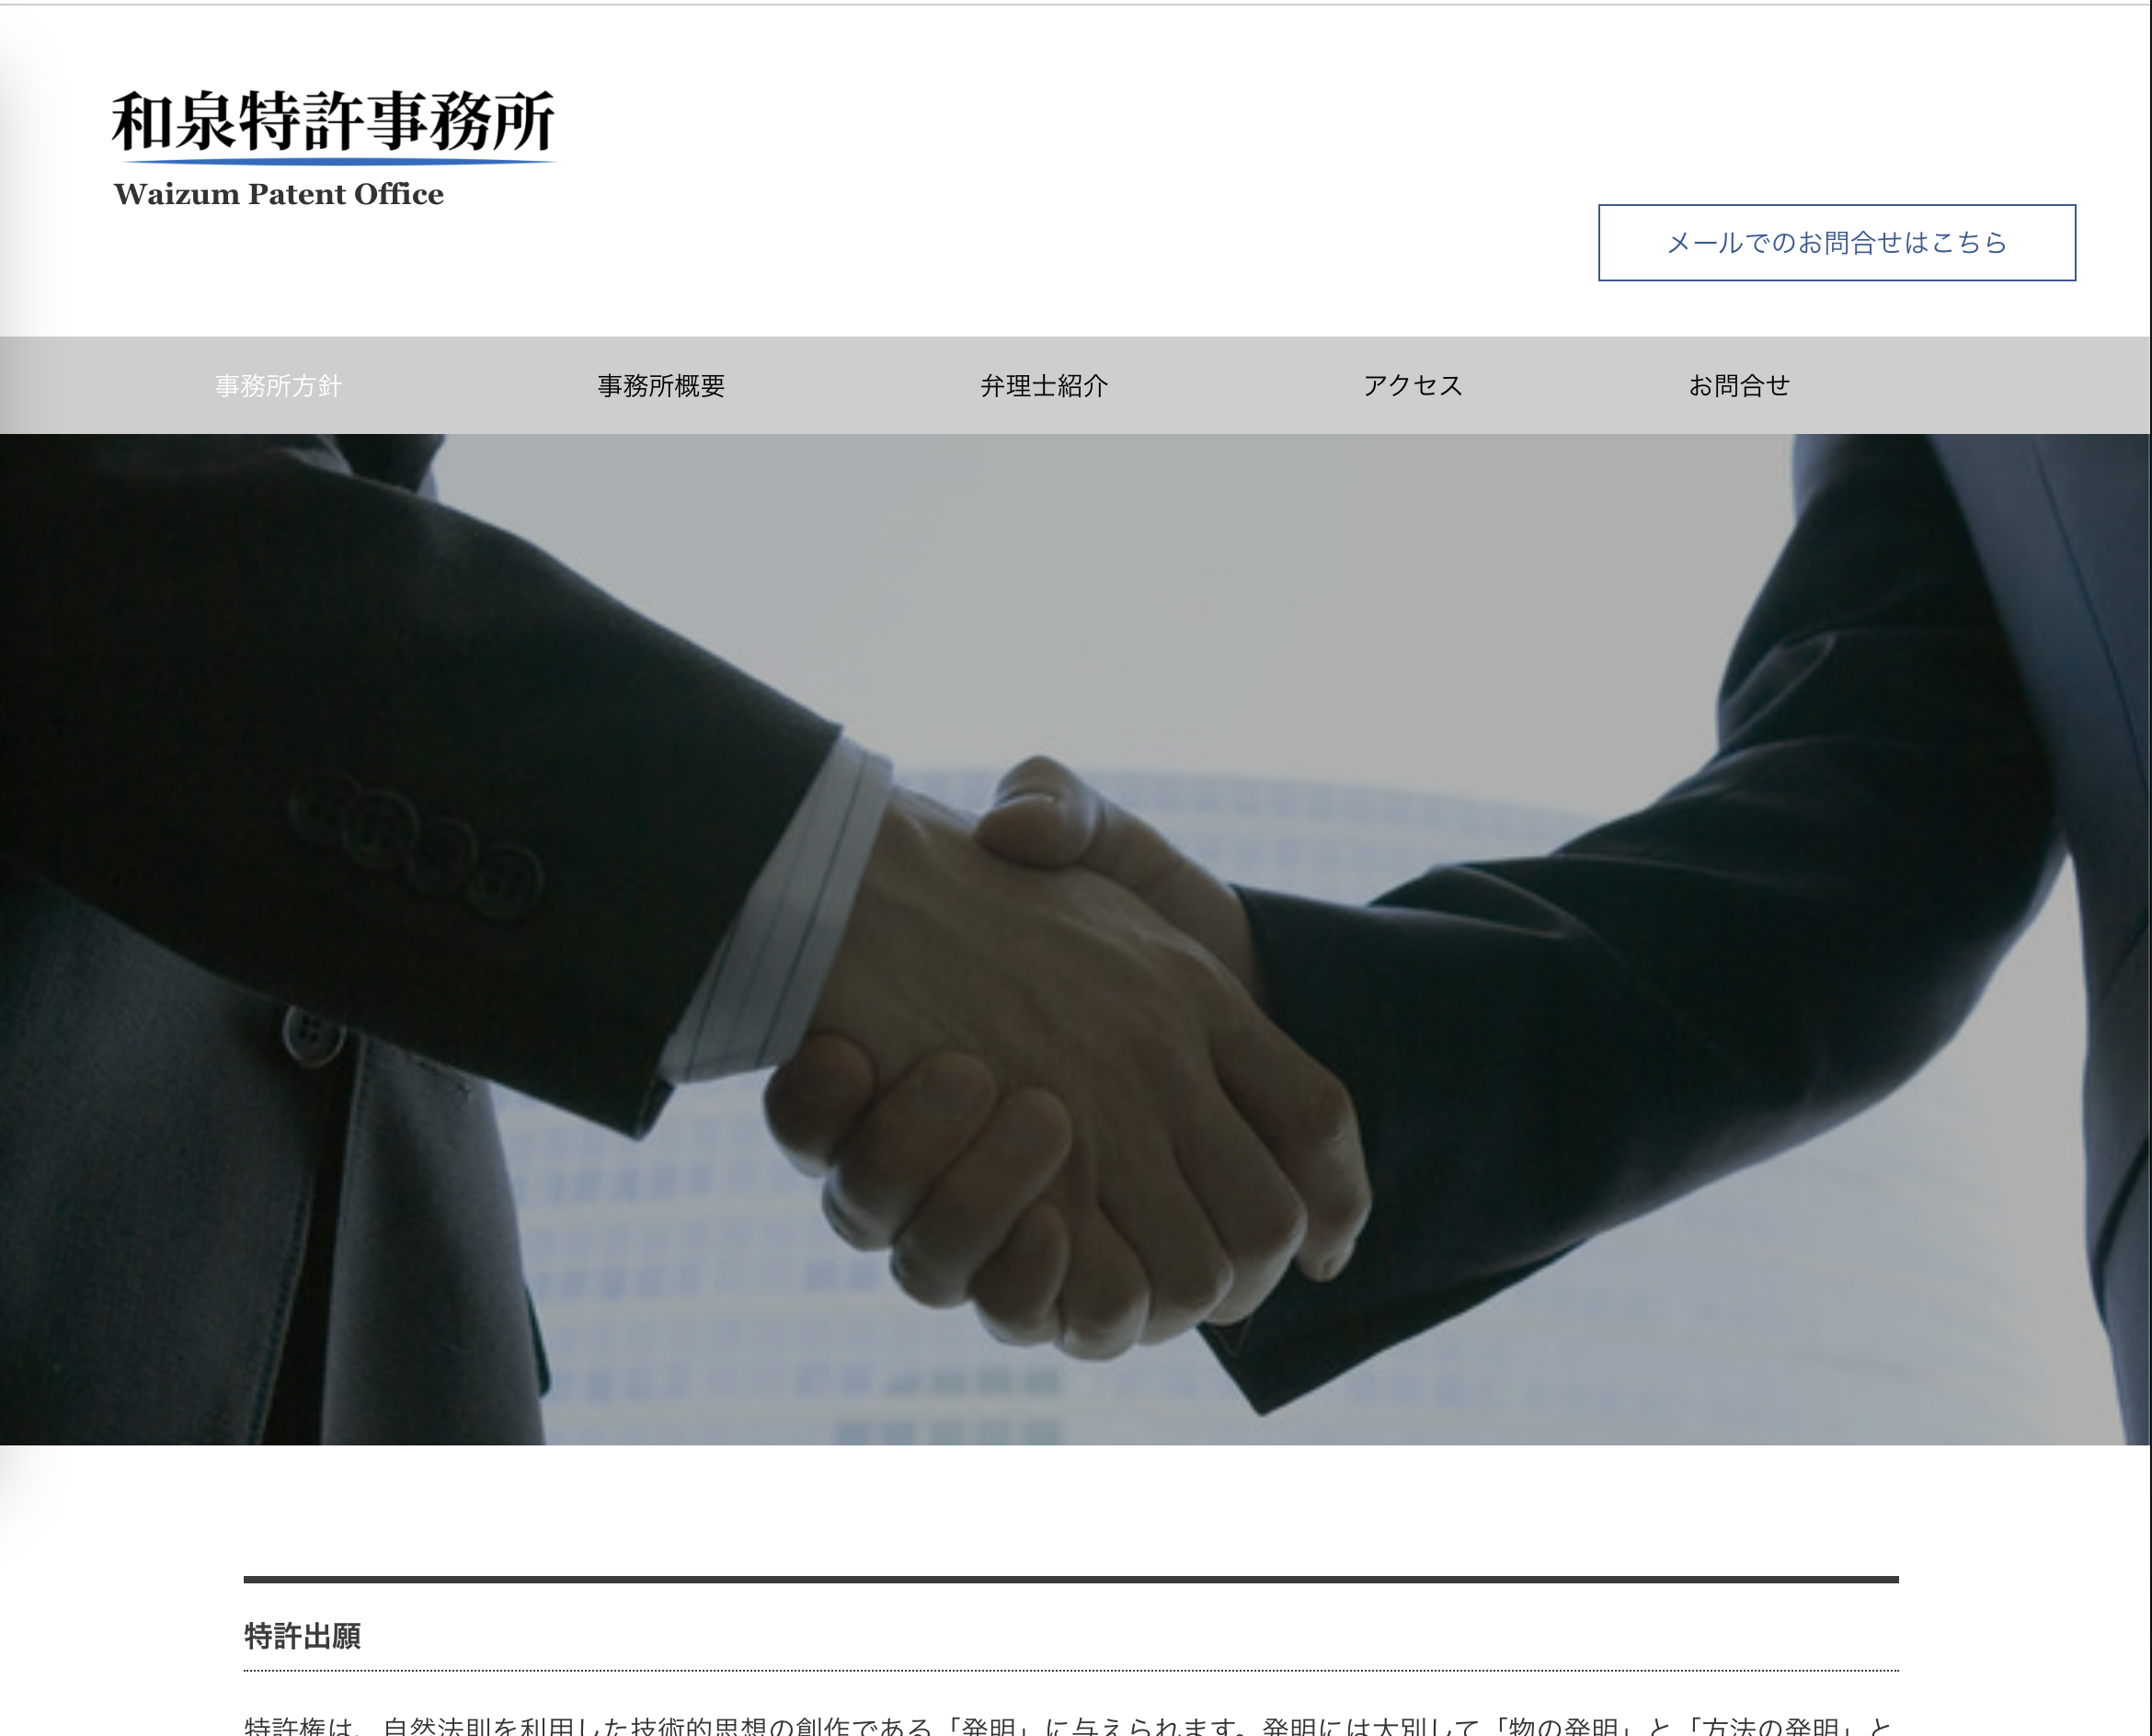 和泉特許事務所
Waizum Patent Office
メールでのお問合せはこちら
事務所方針
事務所概要
弁理士紹介
アクセス
お問合せ
特許出願
特許権は、自然法則を利用した技術的思想の創作である「発明」に与えられます。発明には大別して「物の発明」と「方法の発明」と